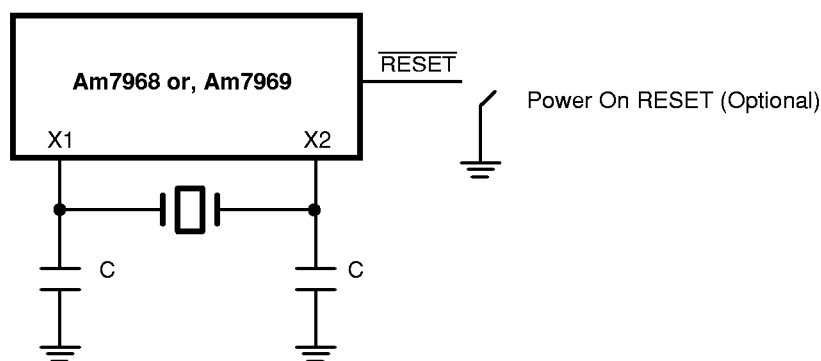 RESET
Am7968 or, Am7969
Power On RESET (Optional)
X1
X2
C
C